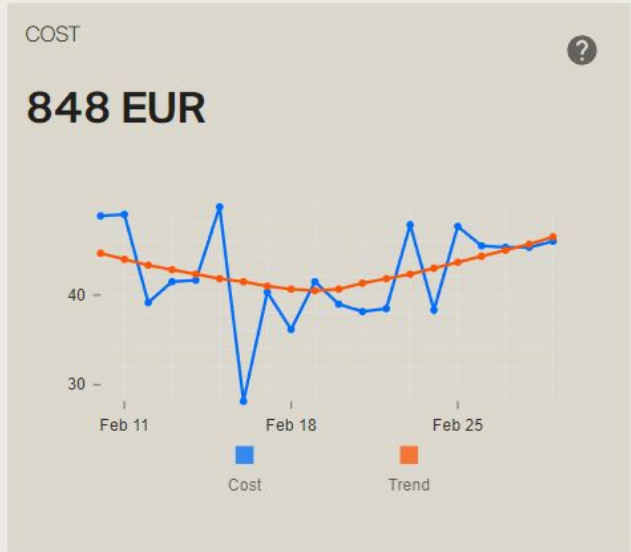 COST
?
848 EUR
40
30
Feb 11 Feb 18 Feb 25
Cost Trend